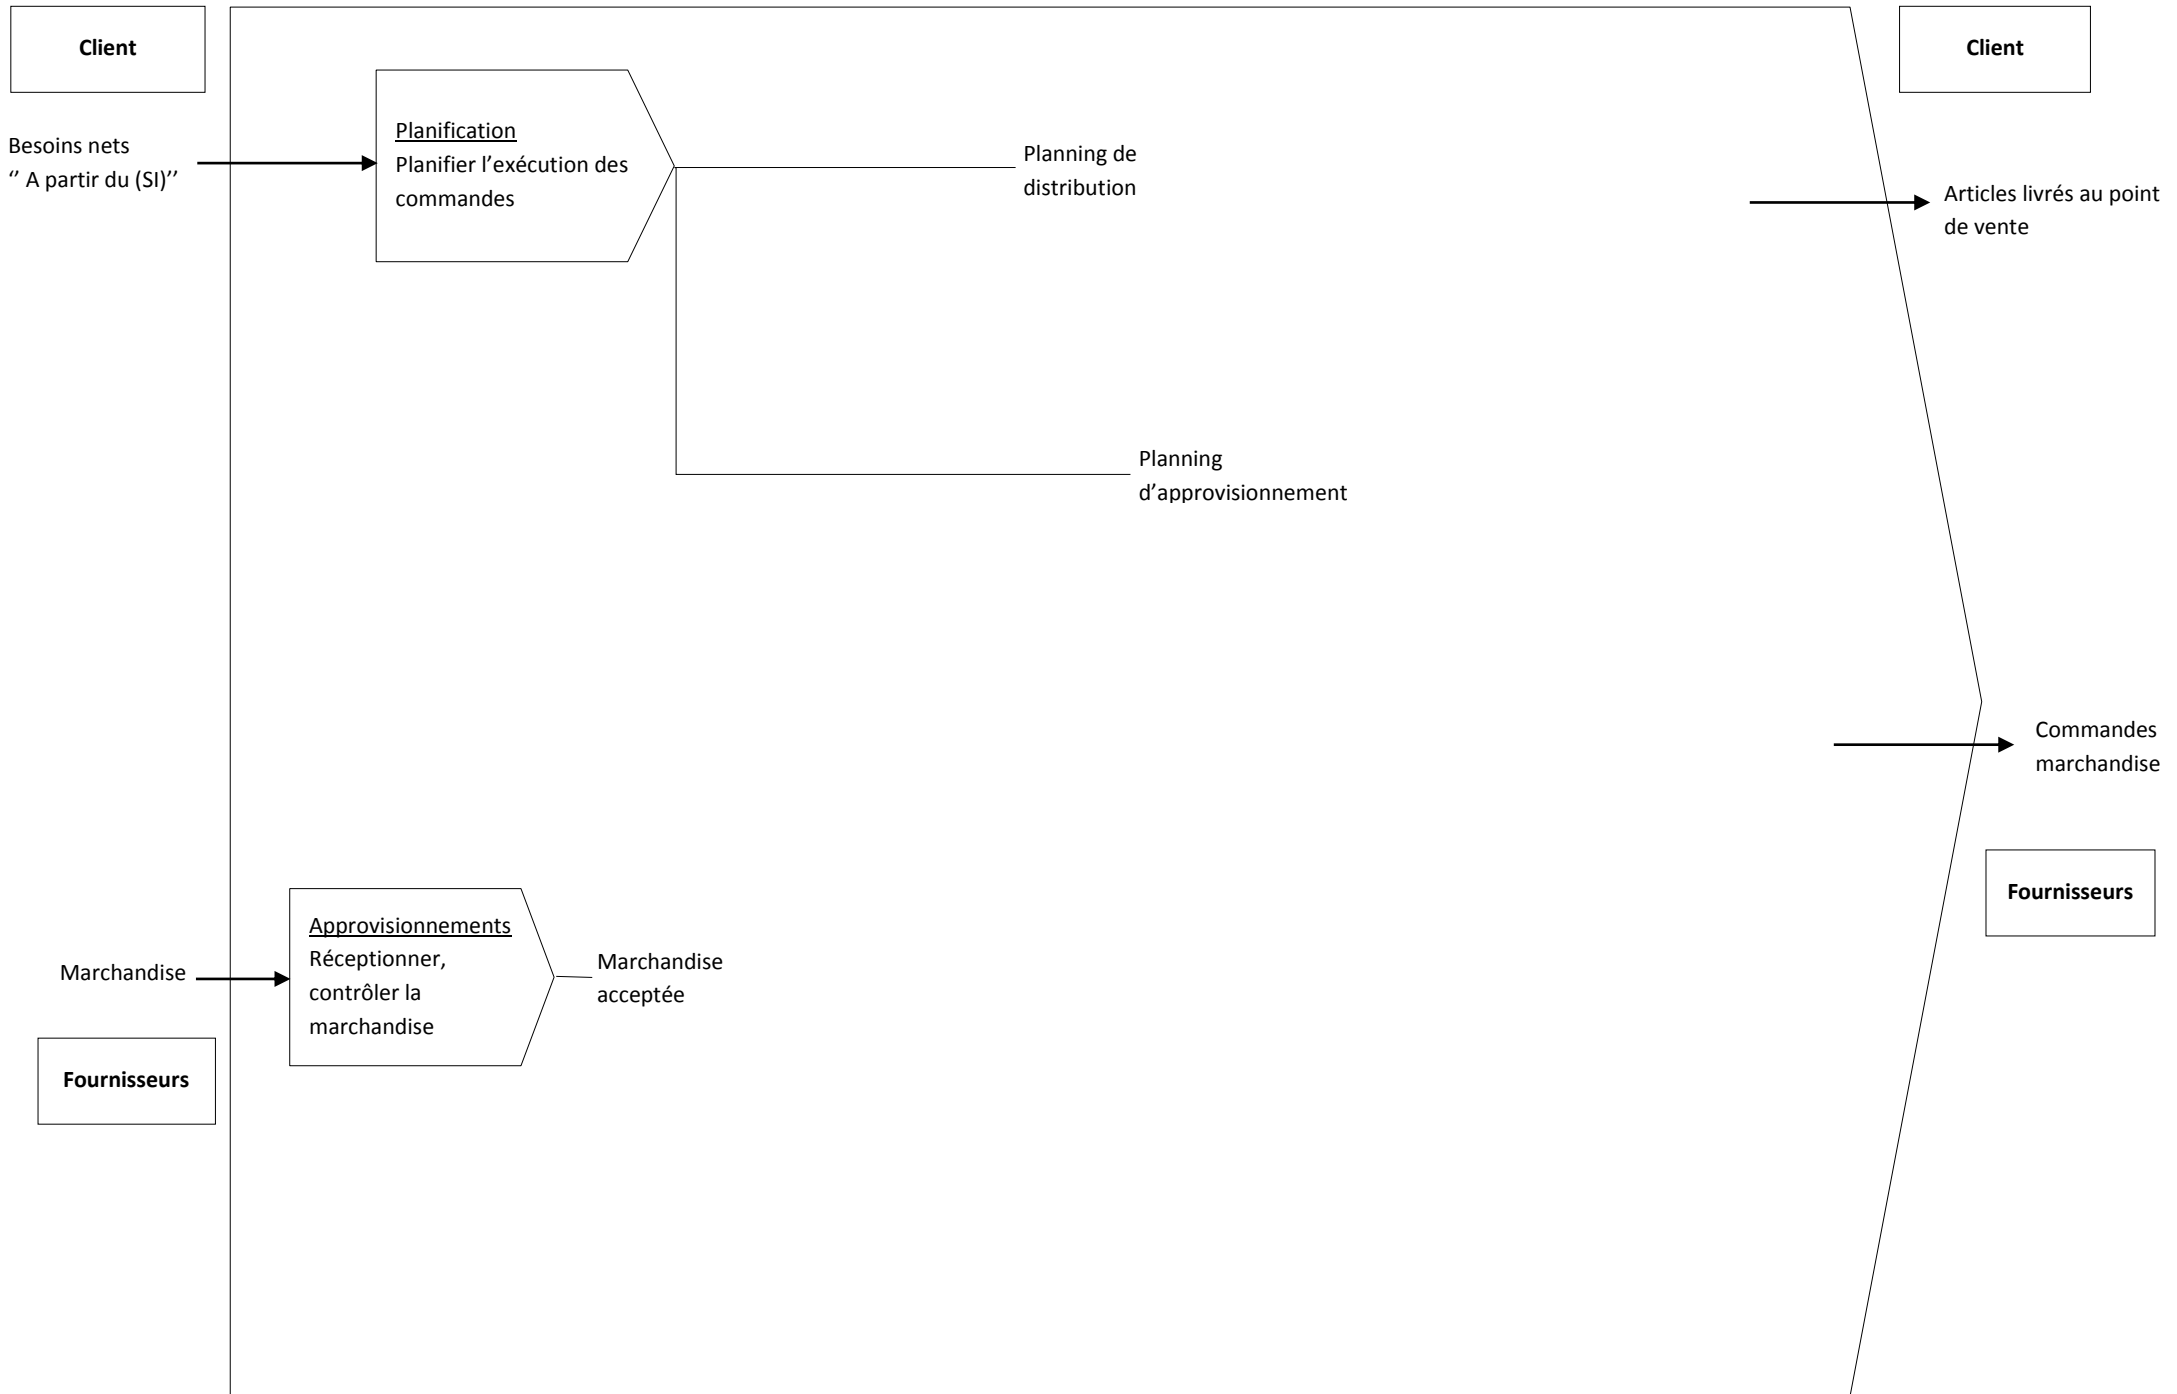 Client
Client
Planification
Planifier l’exécution des
commandes
Besoins nets
‘’ A partir du (SI)’’
Planning de
distribution
Articles livrés au point
de vente
Planning
d’approvisionnement
Commandes
marchandise
Fournisseurs
Approvisionnements
Réceptionner,
contrôler la
marchandise
Marchandise
Marchandise
acceptée
Fournisseurs